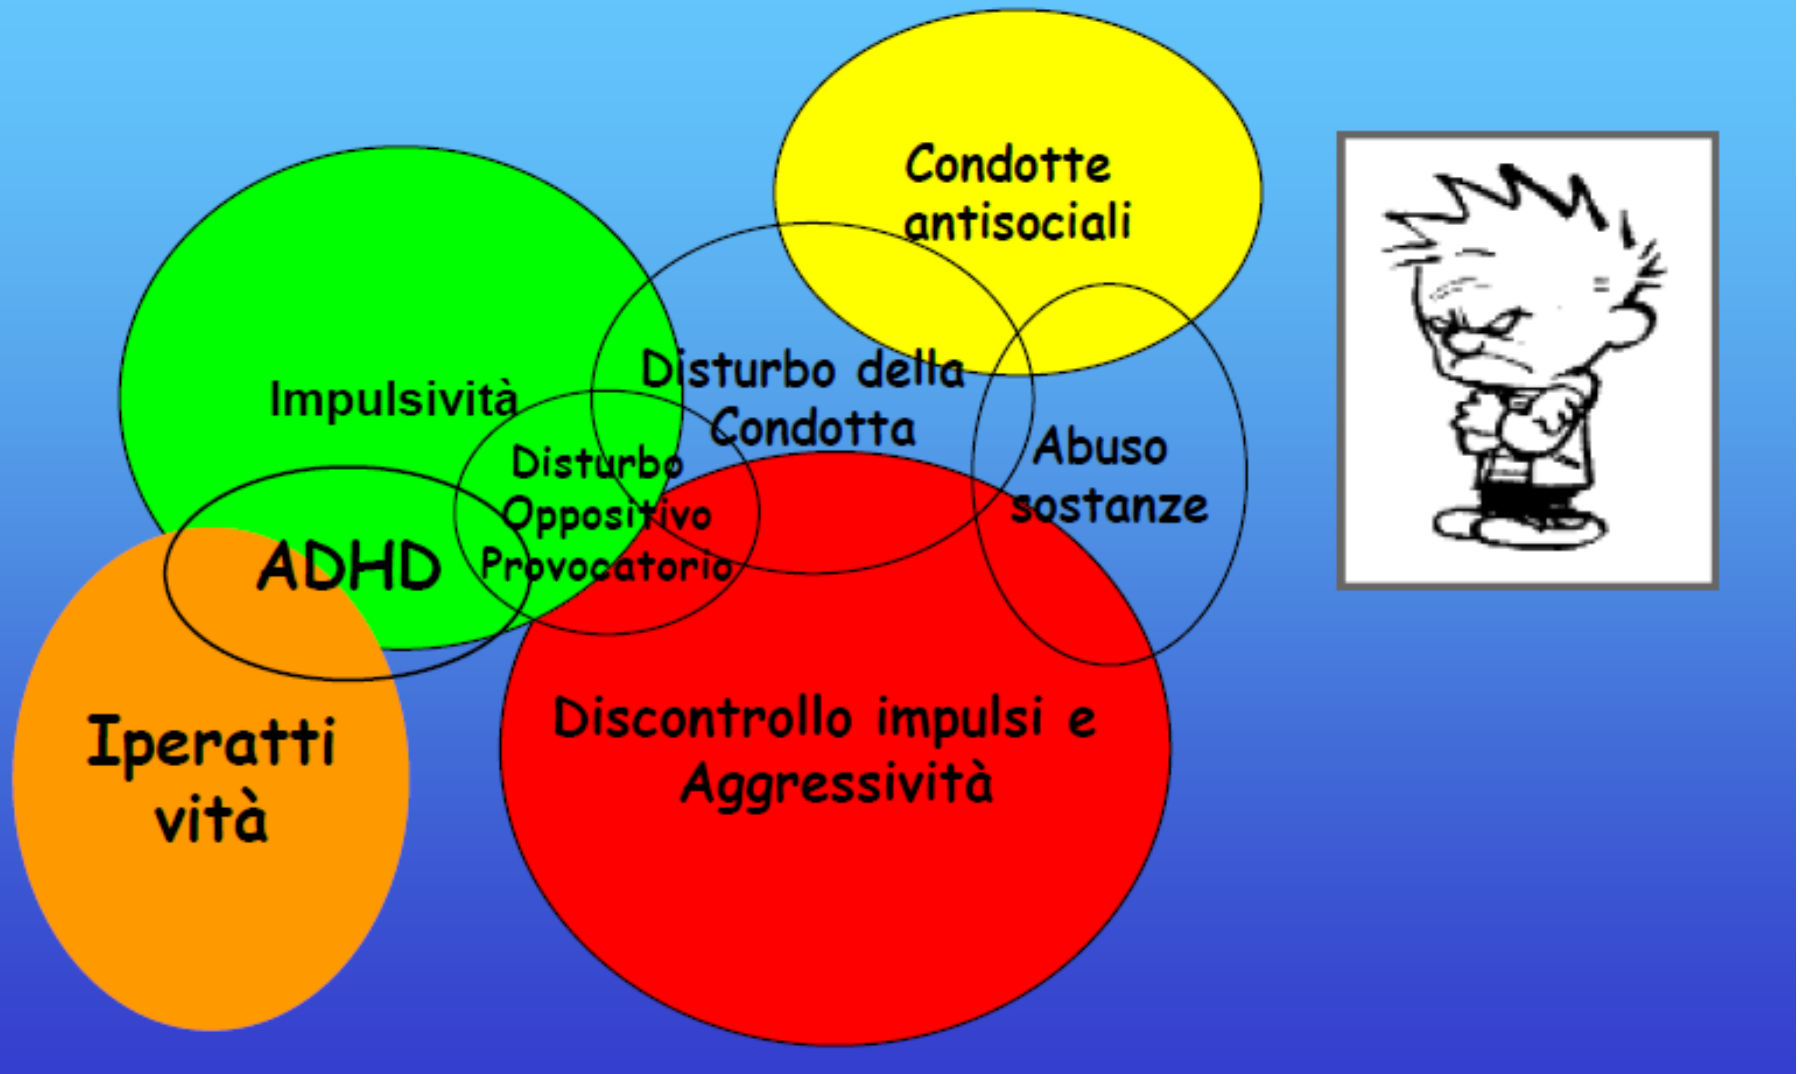 Condotte
antisociali
Impulsività
Disturbo della
Condotta
Disturbo
Oppositivo
Provocatorio
Abuso
sostanze
ADHD
Iperatti
vità
Discontrollo impulsi e
Aggressività